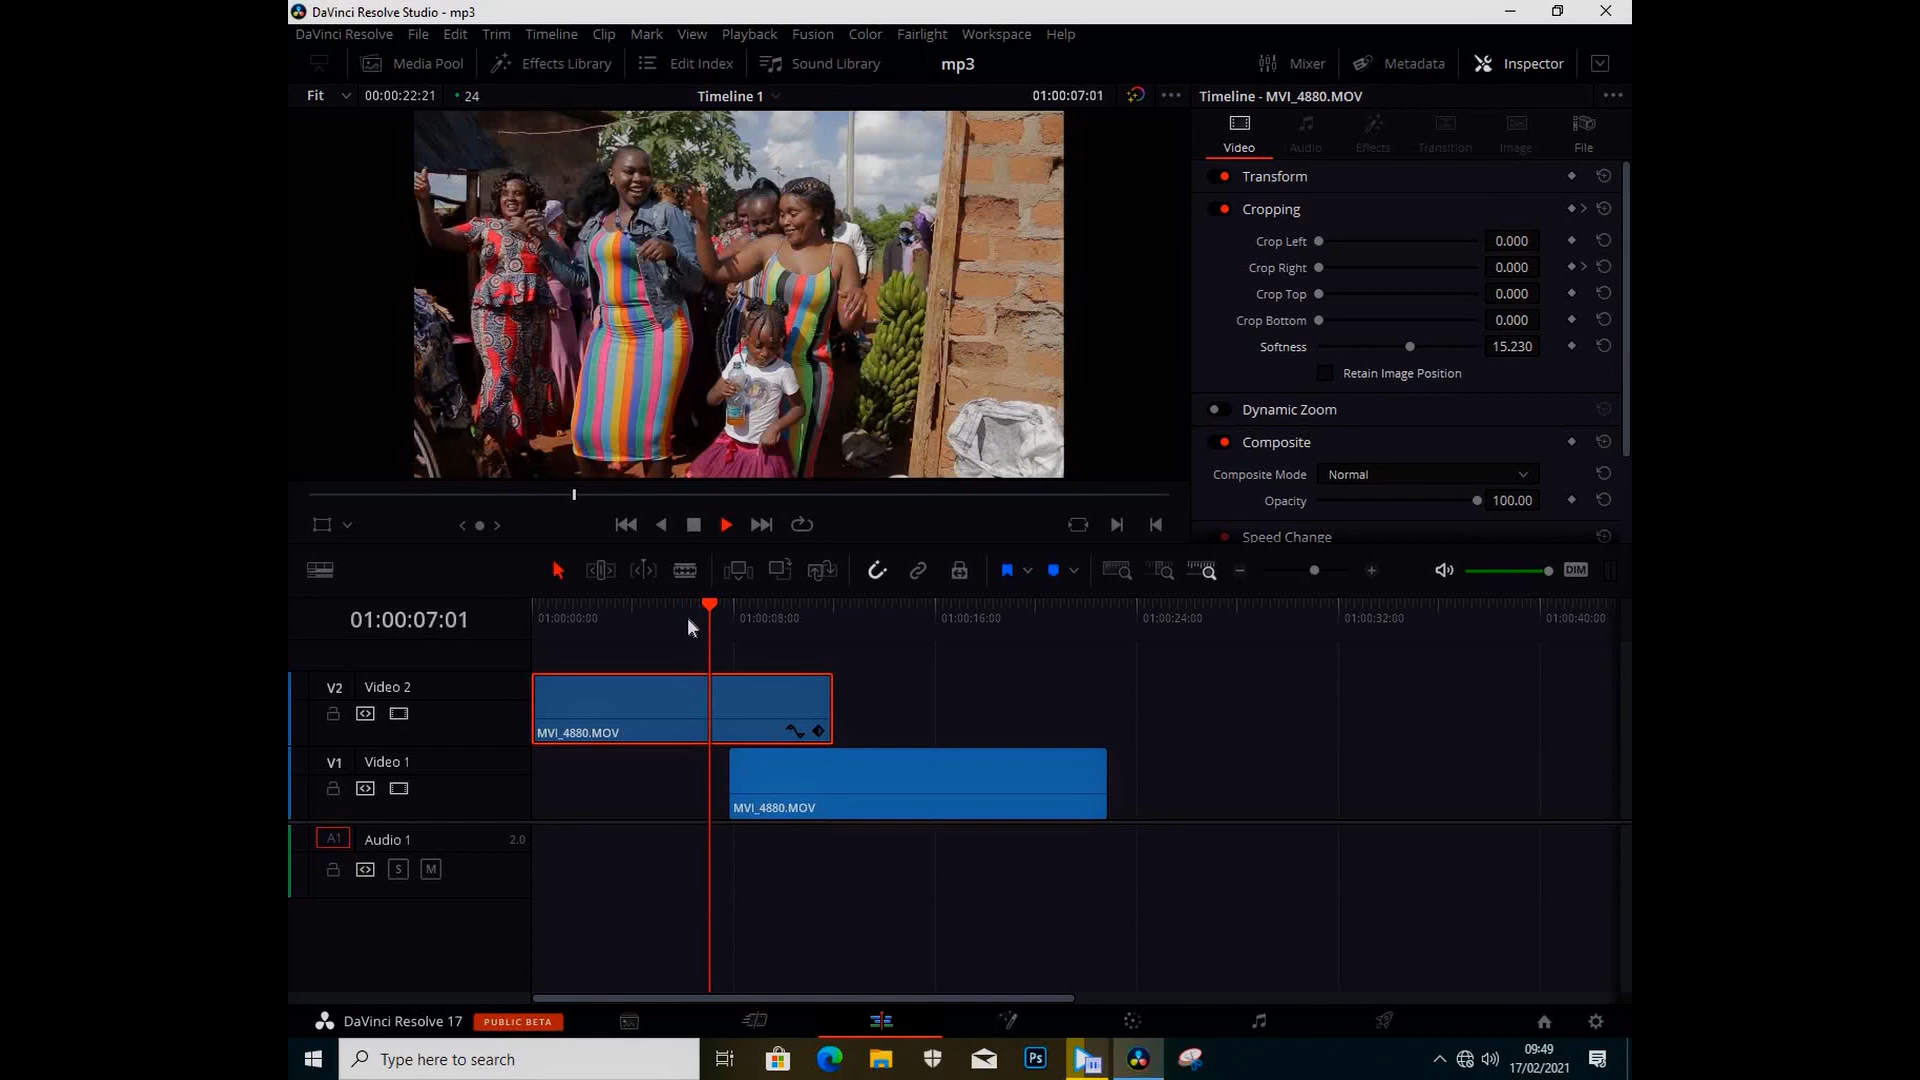 DaVinci Resolve Studio - mp3
DaVinci Resolve File Edit Trim Timeline Clip Mark View Playback Fusion Color Fairlight Workspace Help
Media Pool Effects Library Edit Index Sound Library mp3 Mixer Metadata Inspector
Fit 00:00:22:21 24 Timeline 1 01:00:07:01 Timeline - MVI_4880.MOV
Video Audio Effects Transition Image File
Transform
Cropping
Crop Left 0.000
Crop Right 0.000
Crop Top 0.000
Crop Bottom 0.000
Softness 15.230
Retain Image Position
Dynamic Zoom
Composite
Composite Mode Normal
Opacity 100.00
Speed Change
DIM
01:00:07:01
01:00:00:00 01:00:08:00 01:00:16:00 01:00:24:00 01:00:32:00 01:00:40:00
V2 Video 2
MVI_4880.MOV
V1 Video 1
MVI_4880.MOV
A1 Audio 1 2.0
S M
DaVinci Resolve 17 PUBLIC BETA
Type here to search
Ps
09:49
17/02/2021